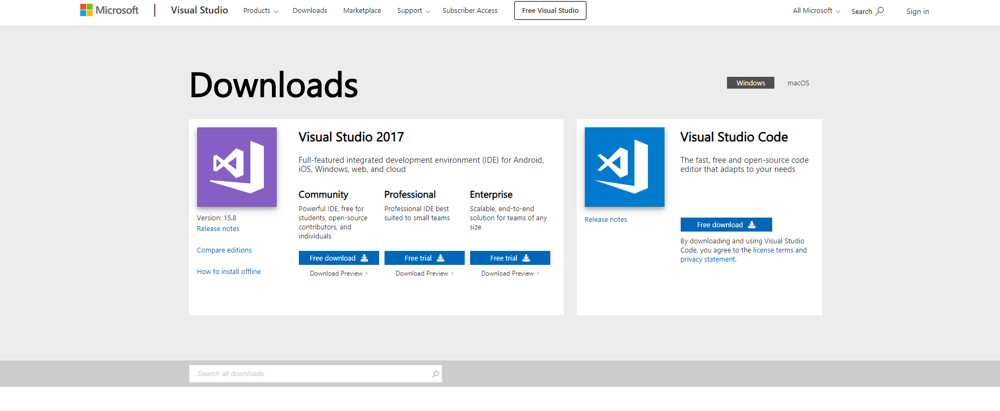 Microsoft
Visual Studio
Products
Downloads
Marketplace
Support
Subscriber Access
Free Visual Studio
All Microsoft
Search
Sign in
Downloads
Windows
macOS
Visual Studio 2017
Full-featured integrated development environment (IDE) for Android,
iOS, Windows, web, and cloud
Version: 15.8
Release notes
Compare editions
How to install offline
Community
Powerful IDE, free for
students, open-source
contributors, and
individuals
Free download
Download Preview
Professional
Professional IDE best
suited to small teams
Free trial
Download Preview
Enterprise
Scalable, end-to-end
solution for teams of any
size
Free trial
Download Preview
Visual Studio Code
The fast, free and open-source code
editor that adapts to your needs
Release notes
Free download
By downloading and using Visual Studio
Code, you agree to the license terms and
privacy statement.
Search all downloads